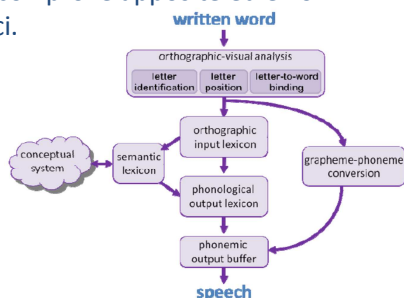 ci.
written word
orthographic-visual analysis
letter identification
letter position
letter-to-word binding
orthographic input lexicon
conceptual system
semantic lexicon
grapheme-phoneme conversion
phonological output lexicon
phonemic output buffer
speech